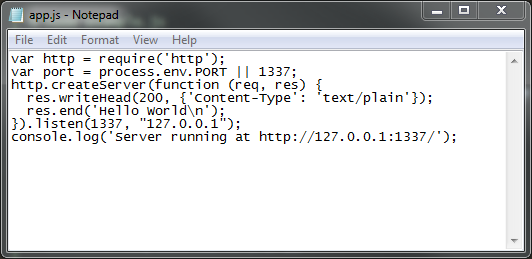 app.js - Notepad
File Edit Format View Help
var http = require('http');
var port = process.env.PORT || 1337;
http.createServer(function (req, res) {
  res.writeHead(200, {'Content-Type': 'text/plain'});
  res.end('Hello World\n');
}).listen(1337, "127.0.0.1");
console.log('Server running at http://127.0.0.1:1337/');